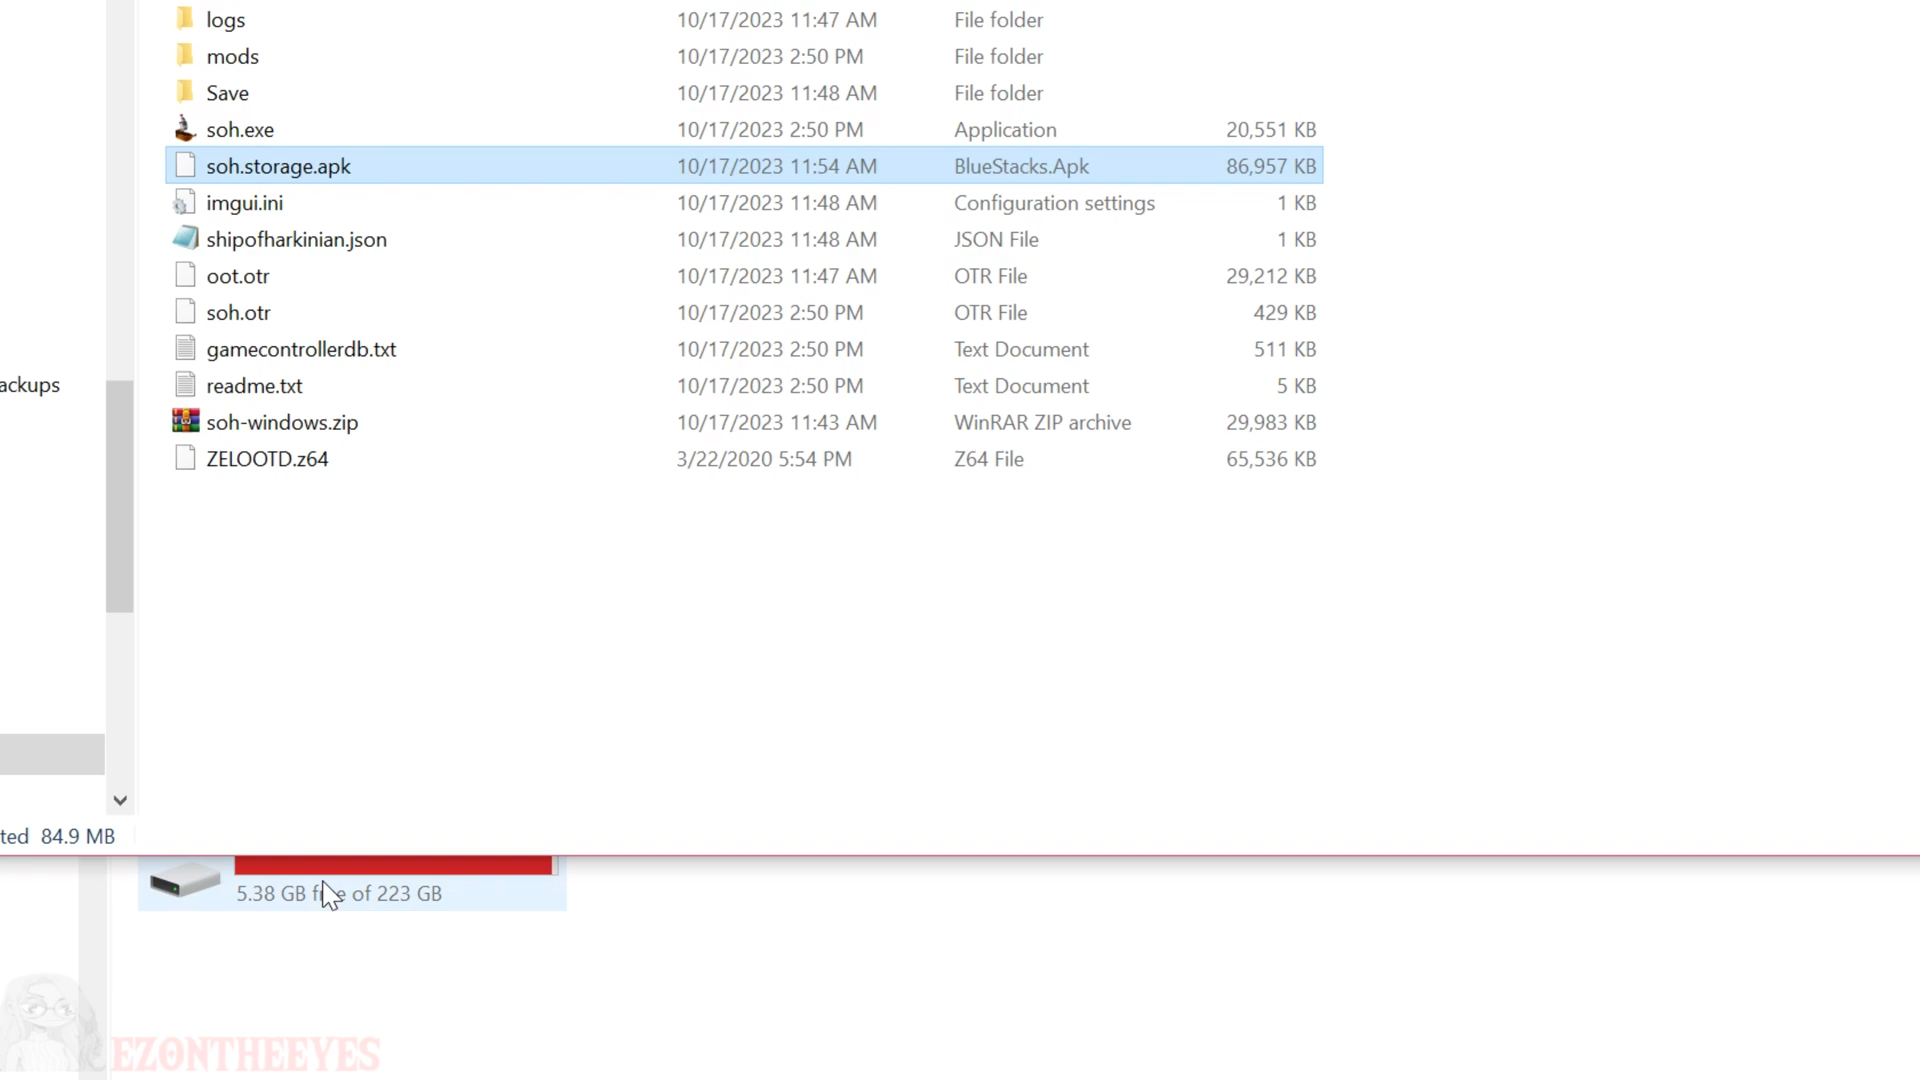 logs 10/17/2023 11:47 AM File folder
mods 10/17/2023 2:50 PM File folder
Save 10/17/2023 11:48 AM File folder
soh.exe 10/17/2023 2:50 PM Application 20,551 KB
soh.storage.apk 10/17/2023 11:54 AM BlueStacks.Apk 86,957 KB
imgui.ini 10/17/2023 11:48 AM Configuration settings 1 KB
shipofharkinian.json 10/17/2023 11:48 AM JSON File 1 KB
oot.otr 10/17/2023 11:47 AM OTR File 29,212 KB
soh.otr 10/17/2023 2:50 PM OTR File 429 KB
gamecontrollerdb.txt 10/17/2023 2:50 PM Text Document 511 KB
ackups
readme.txt 10/17/2023 2:50 PM Text Document 5 KB
soh-windows.zip 10/17/2023 11:43 AM WinRAR ZIP archive 29,983 KB
ZELOOTD.z64 3/22/2020 5:54 PM Z64 File 65,536 KB
ted 84.9 MB
5.38 GB free of 223 GB
EZONTHEEYES